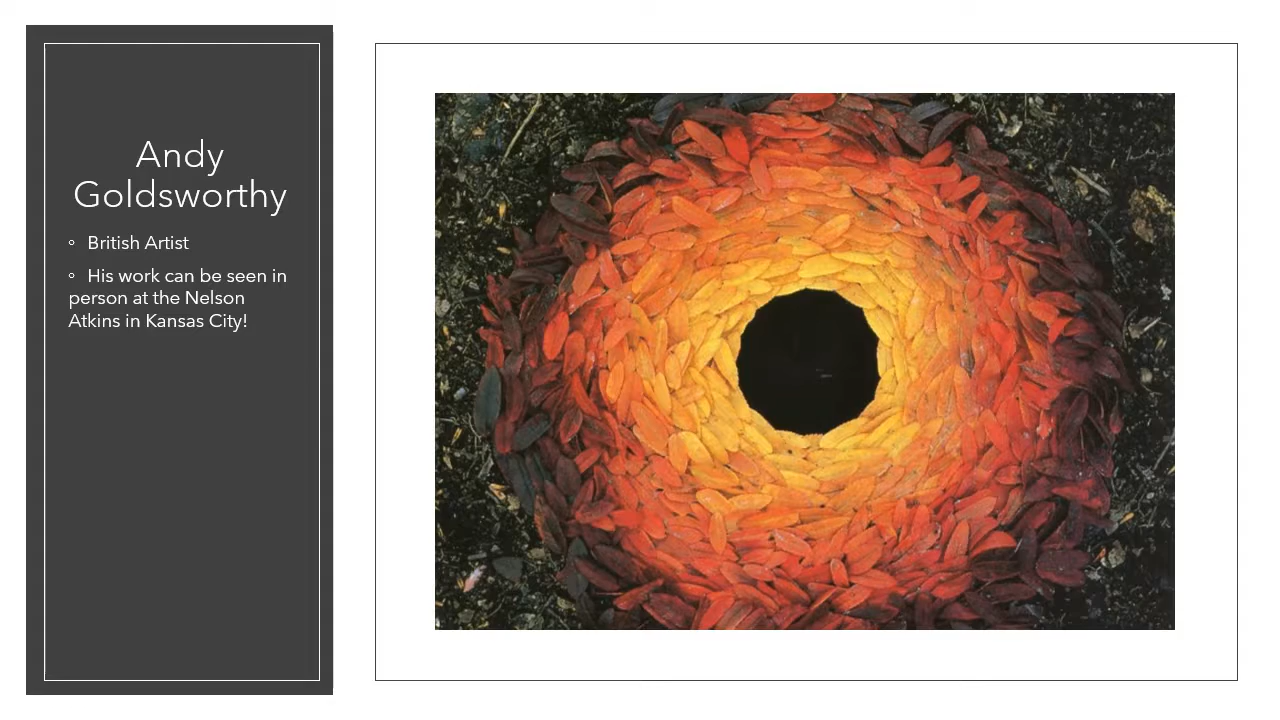 Andy
Goldsworthy
◦ British Artist
◦ His work can be seen in
person at the Nelson
Atkins in Kansas City!